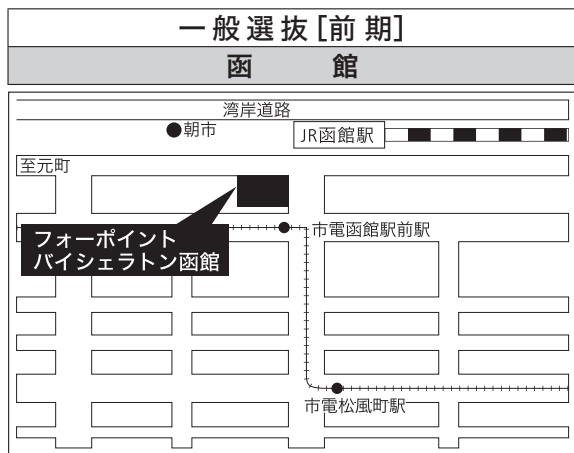 一般選抜[前期]
函館
湾岸道路
朝市
JR函館駅
至元町
フォーポイント
バイシェラトン函館
市電函館駅前駅
市電松風町駅